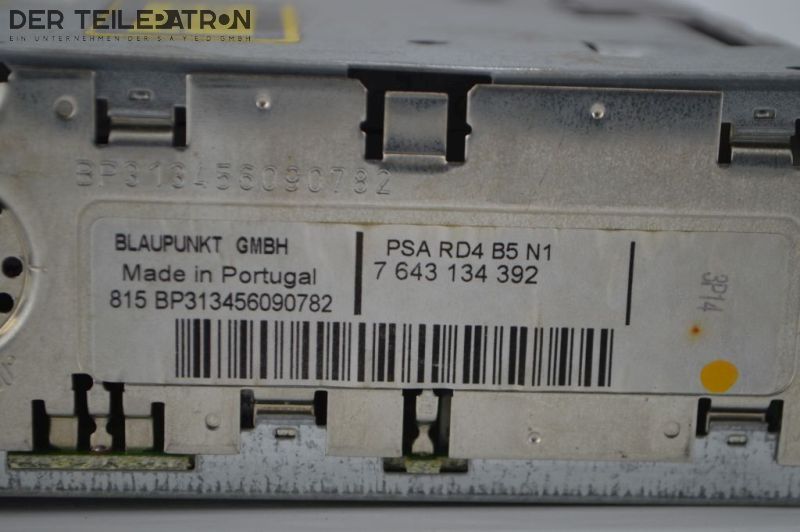 DER TEILEPATRON
EIN UNTERNEHMEN DER SAYED GMBH
BP313456090782
BLAUPUNKT GMBH
Made in Portugal
815 BP313456090782
PSA RD4 B5 N1
7 643 134 392
3P14